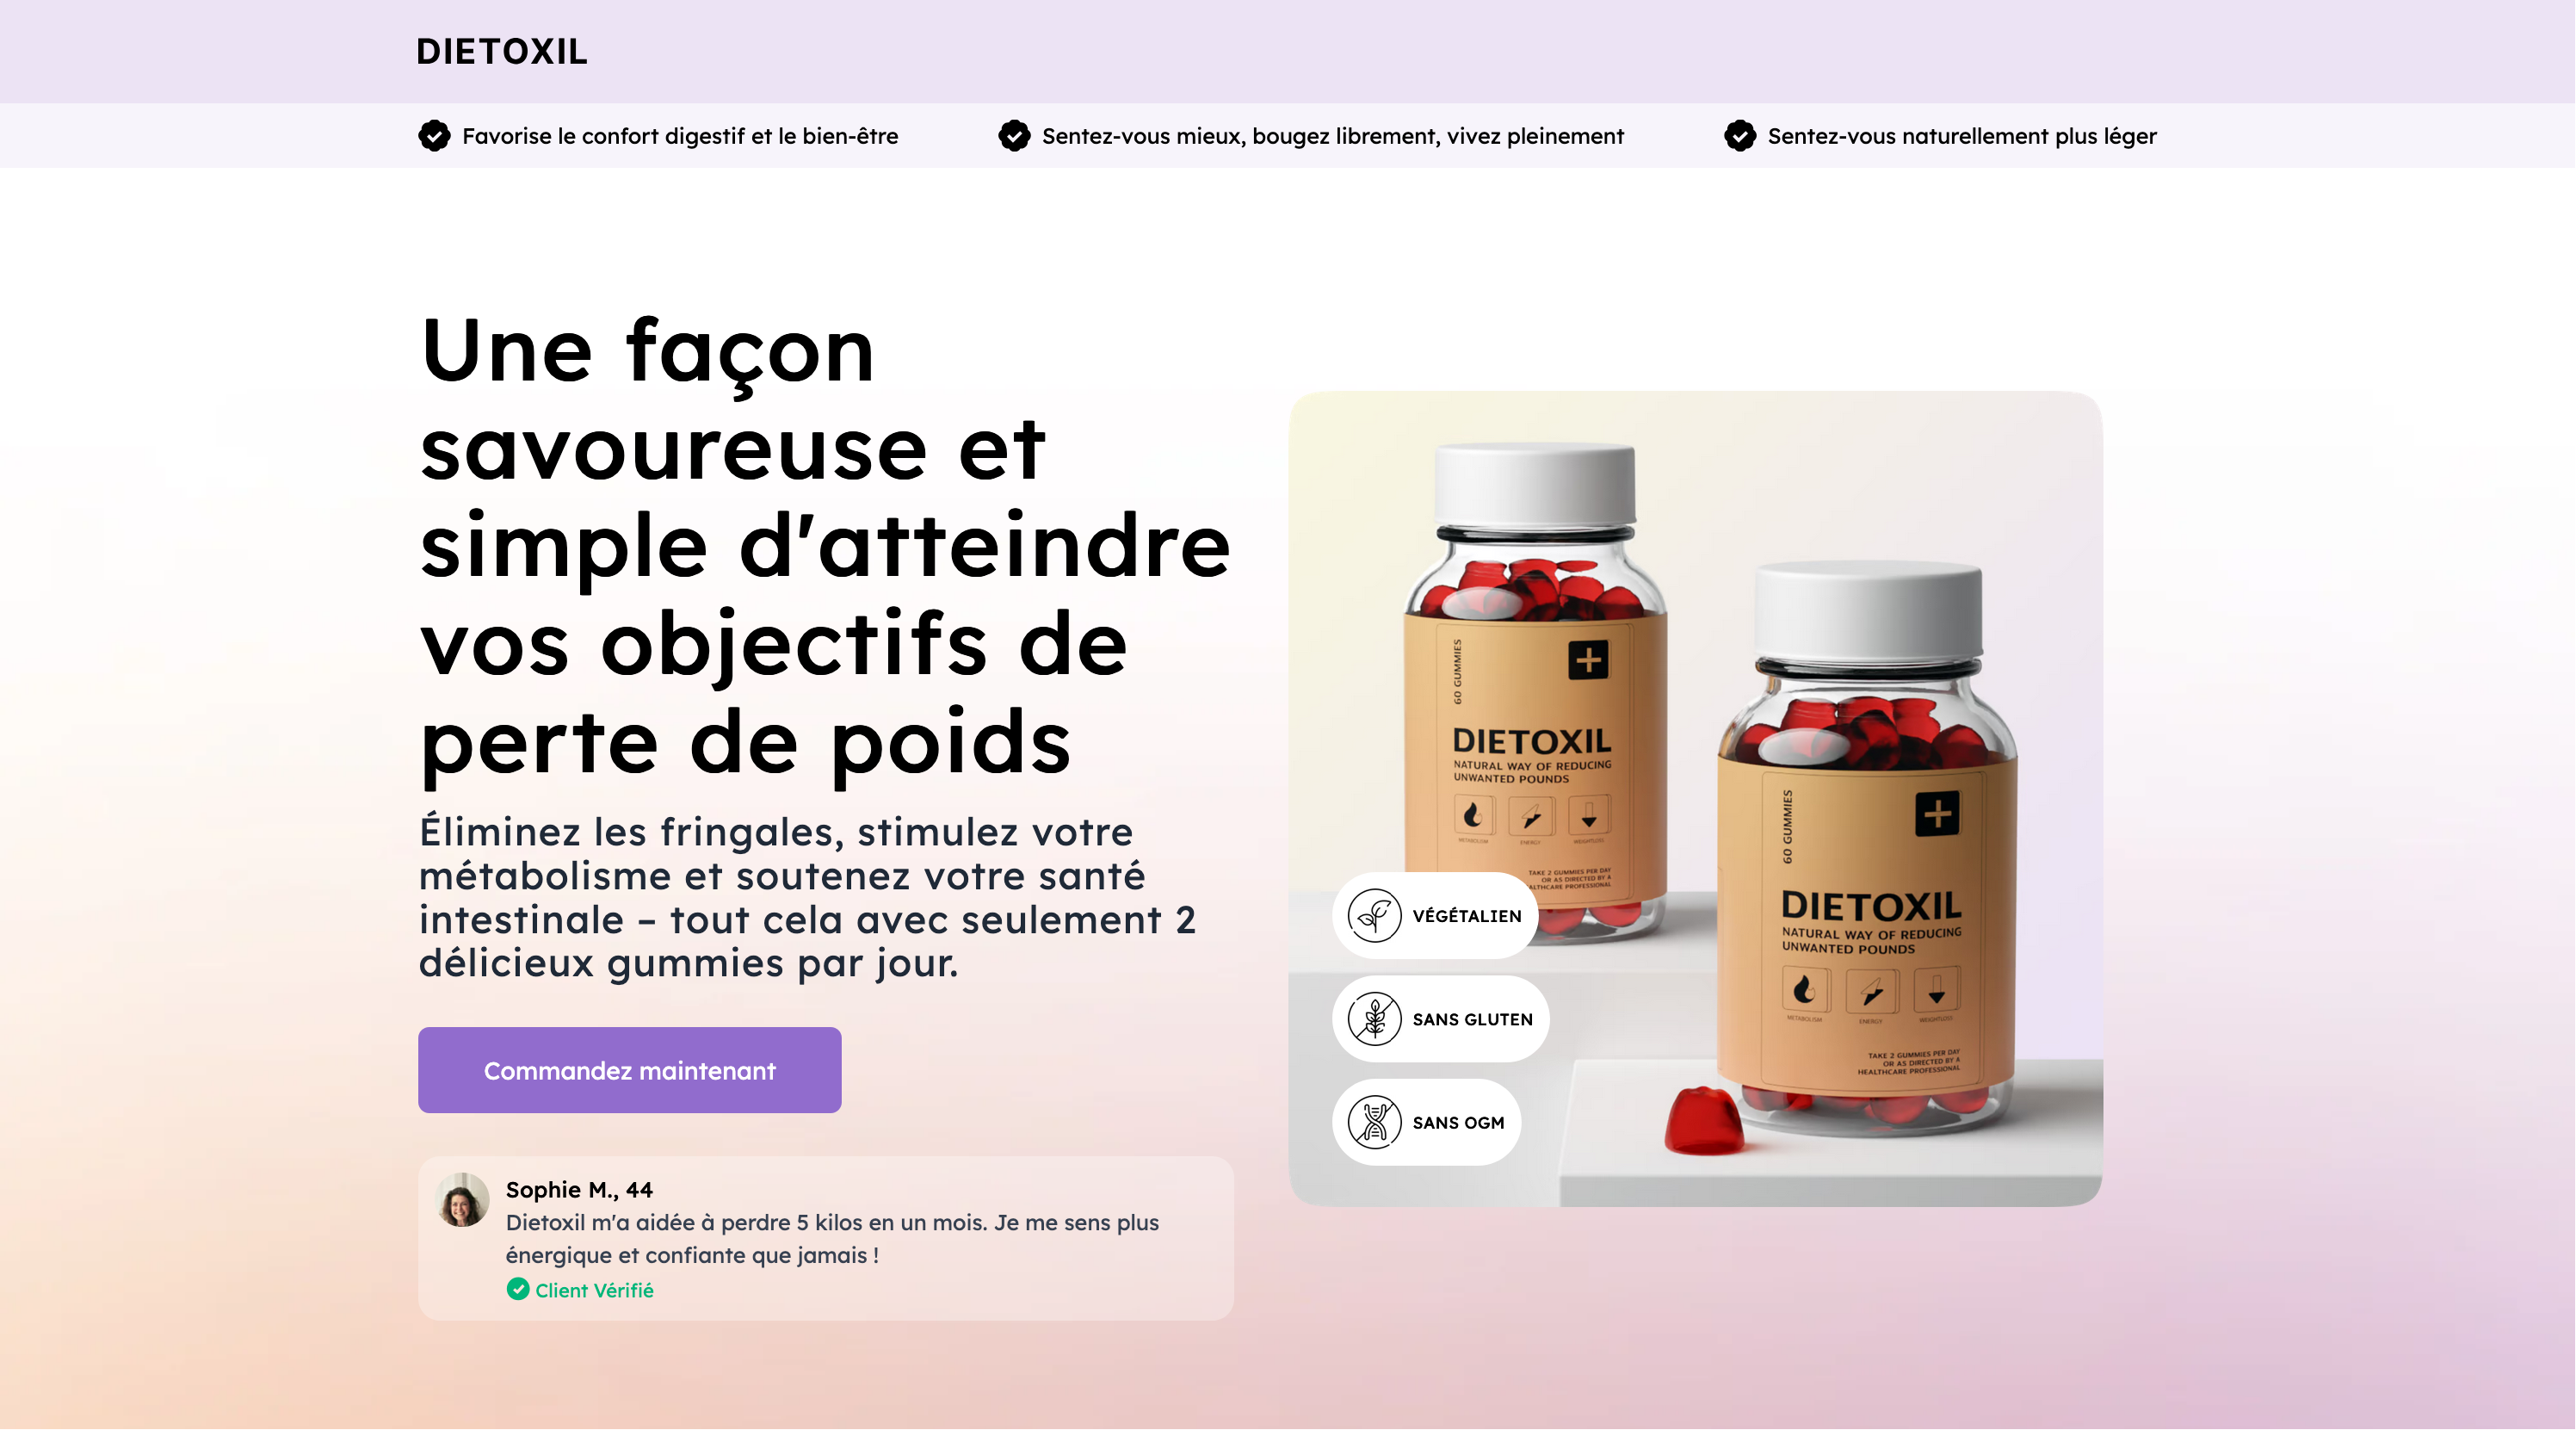 DIETOXIL
Favorise le confort digestif et le bien-être
Sentez-vous mieux, bougez librement, vivez pleinement
Sentez-vous naturellement plus léger
Une façon
savoureuse et
simple d'atteindre
vos objectifs de
perte de poids
Éliminez les fringales, stimulez votre
métabolisme et soutenez votre santé
intestinale – tout cela avec seulement 2
délicieux gummies par jour.
Commandez maintenant
Sophie M., 44
Dietoxil m'a aidée à perdre 5 kilos en un mois. Je me sens plus
énergique et confiante que jamais !
Client Vérifié
60 GUMMIES
DIETOXIL
NATURAL WAY OF REDUCING
UNWANTED POUNDS
METABOLISM
ENERGY
WEIGHTLOSS
TAKE 2 GUMMIES PER DAY
OR AS DIRECTED BY A
HEALTHCARE PROFESSIONAL
60 GUMMIES
DIETOXIL
NATURAL WAY OF REDUCING
UNWANTED POUNDS
METABOLISM
ENERGY
WEIGHTLOSS
TAKE 2 GUMMIES PER DAY
OR AS DIRECTED BY A
HEALTHCARE PROFESSIONAL
VÉGÉTALIEN
SANS GLUTEN
SANS OGM